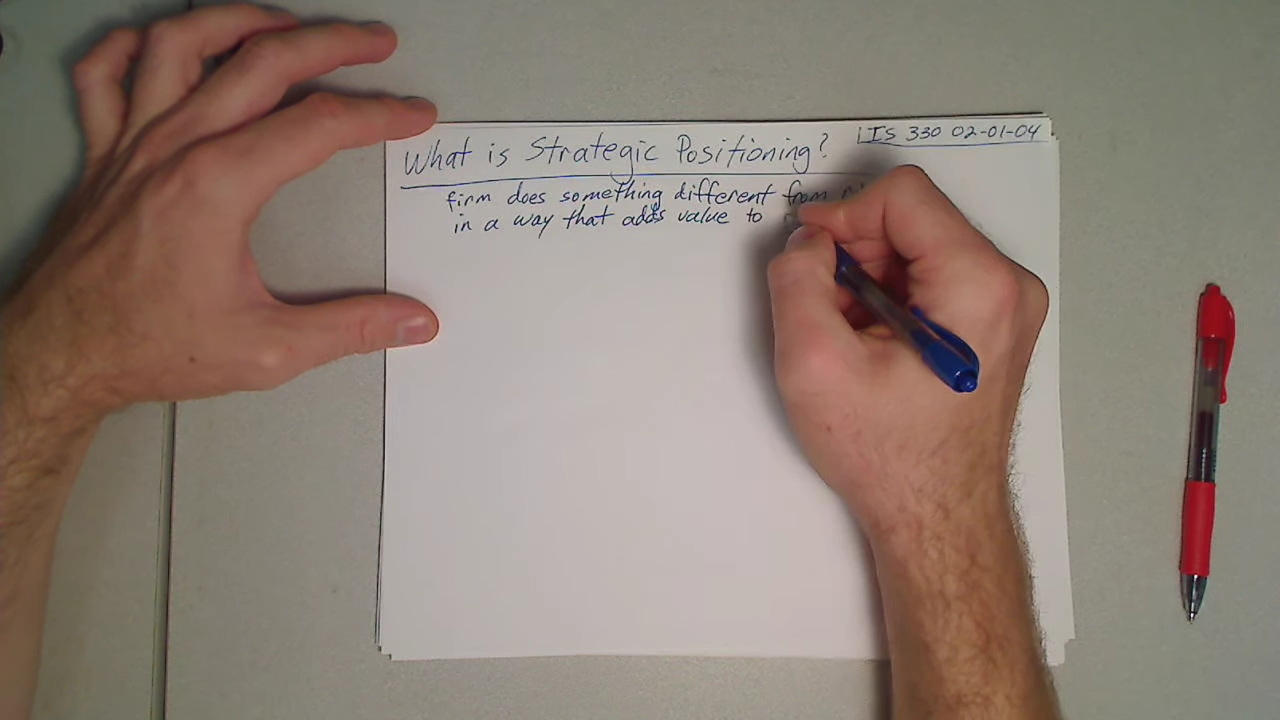 What is Strategic Positioning?
IS 330 02-01-04
firm does something different from
in a way that adds value to